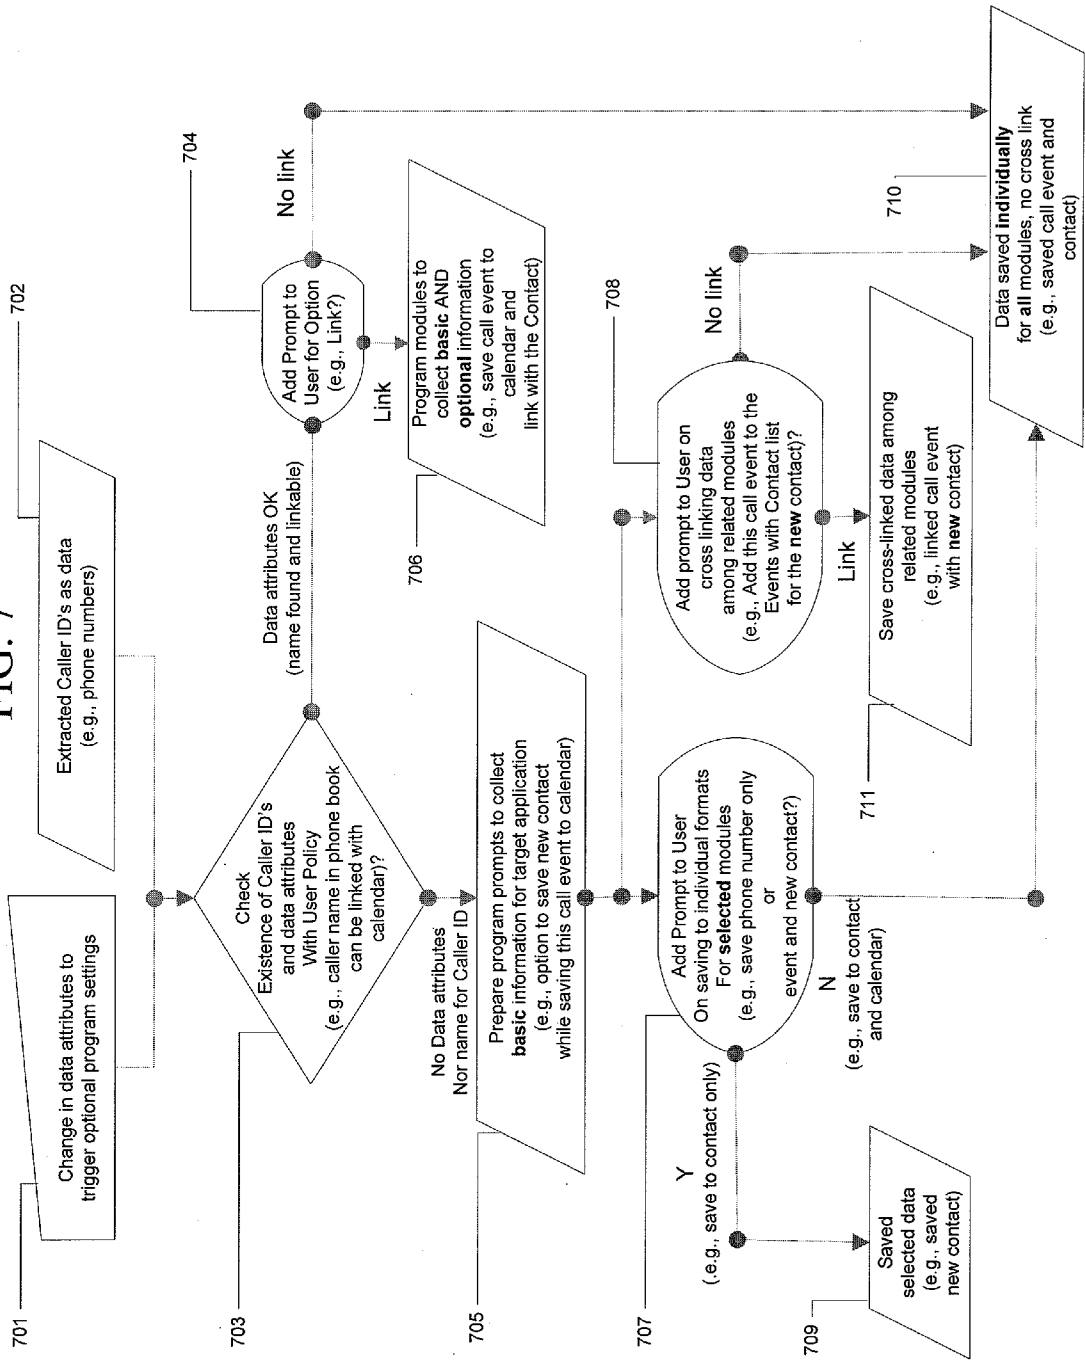 FIG. 7
701
Change in data attributes to
trigger optional program settings
702
Extracted Caller ID's as data
(e.g., phone numbers)
703
Check
Existence of Caller ID's
and data attributes
With User Policy
(e.g., caller name in phone book
can be linked with
calendar)?
Data attributes OK
(name found and linkable)
704
Add Prompt to
User for Option
(e.g., Link?)
No link
Link
706
Program modules to
collect basic AND
optional information
(e.g., save call event to
calendar and
link with the Contact)
No Data attributes
Nor name for Caller ID
705
Prepare program prompts to collect
basic information for target application
(e.g., option to save new contact
while saving this call event to calendar)
707
Add Prompt to User
On saving to individual formats
For selected modules
(e.g., save phone number only
or
event and new contact?)
708
Add prompt to User on
cross linking data
among related modules
(e.g., Add this call event to the
Events with Contact list
for the new contact)?
No link
Link
Y
(.e.g., save to contact only)
N
(e.g., save to contact
and calendar)
709
Saved
selected data
(e.g., saved
new contact)
711
Save cross-linked data among
related modules
(e.g., linked call event
with new contact)
710
Data saved individually
for all modules, no cross link
(e.g., saved call event and
contact)